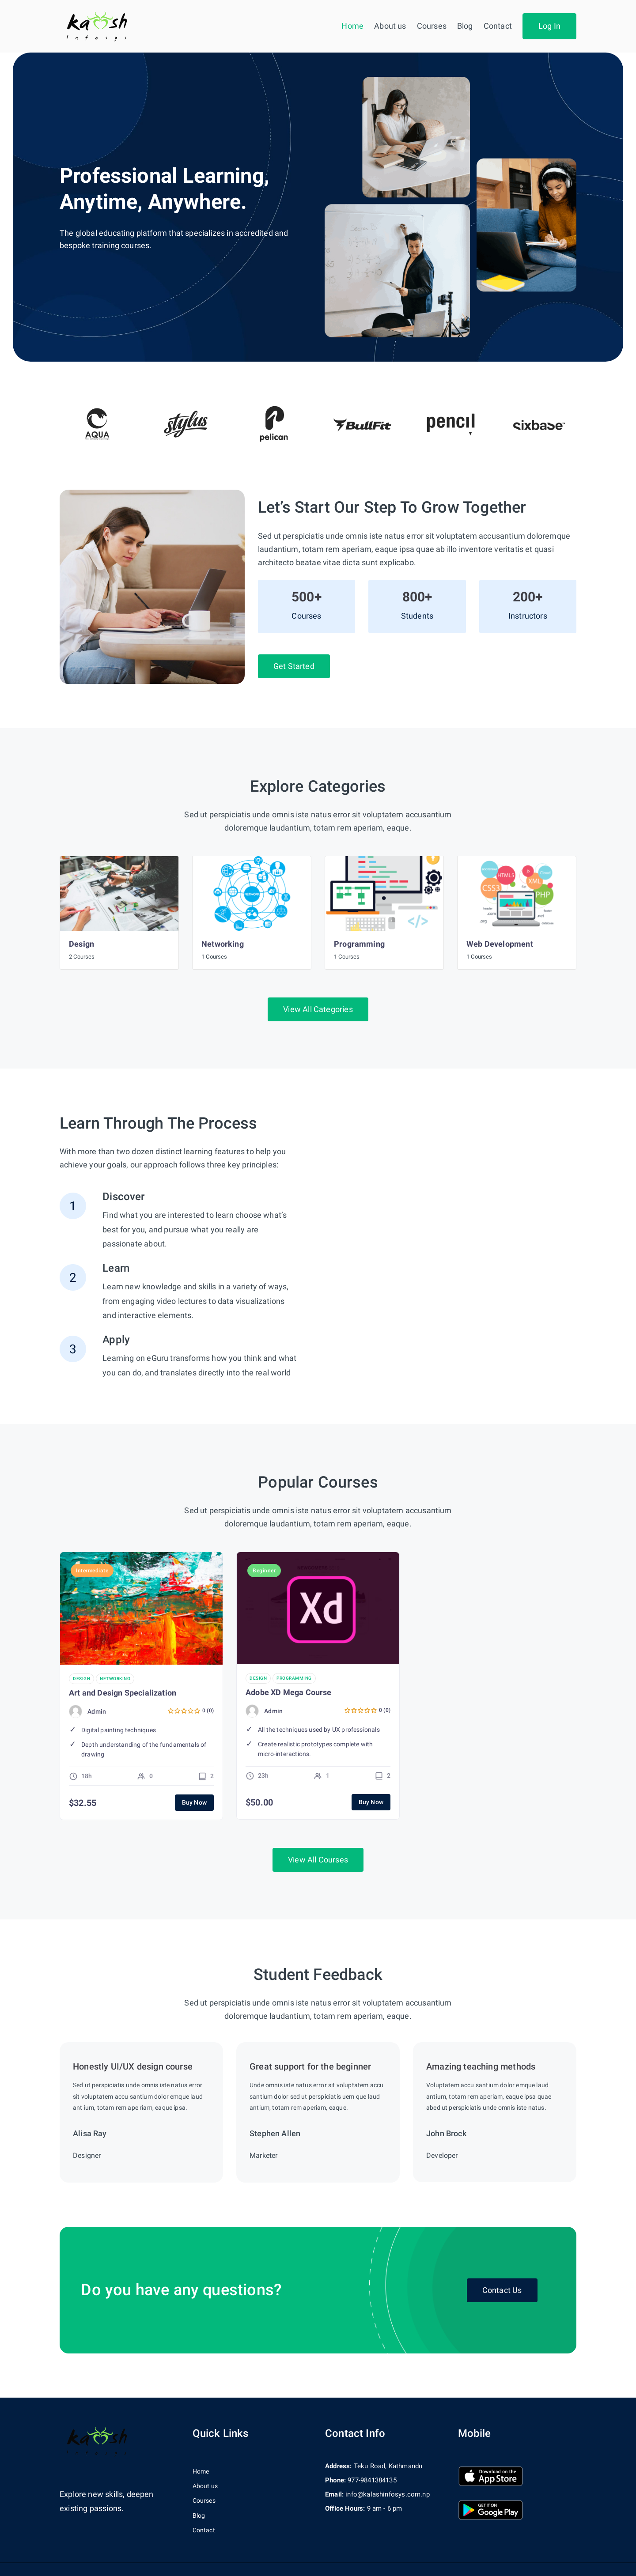 Kalash
Infosys
Home
About us
Courses
Blog
Contact
Log In
Professional Learning,
Anytime, Anywhere.
The global educating platform that specializes in accredited and
bespoke training courses.
AQUA
stylus
pelican
BullFit
pencil
sixbase
Let’s Start Our Step To Grow Together
Sed ut perspiciatis unde omnis iste natus error sit voluptatem accusantium doloremque
laudantium, totam rem aperiam, eaque ipsa quae ab illo inventore veritatis et quasi
architecto beatae vitae dicta sunt explicabo.
500+
Courses
800+
Students
200+
Instructors
Get Started
Explore Categories
Sed ut perspiciatis unde omnis iste natus error sit voluptatem accusantium
doloremque laudantium, totam rem aperiam, eaque.
HTML5
CSS3
XML
PHP
</>
Design
2 Courses
Networking
1 Courses
Programming
1 Courses
Web Development
1 Courses
View All Categories
Learn Through The Process
With more than two dozen distinct learning features to help you
achieve your goals, our approach follows three key principles:
1
Discover
Find what you are interested to learn choose what’s
best for you, and pursue what you really are
passionate about.
2
Learn
Learn new knowledge and skills in a variety of ways,
from engaging video lectures to data visualizations
and interactive elements.
3
Apply
Learning on eGuru transforms how you think and what
you can do, and translates directly into the real world
Popular Courses
Sed ut perspiciatis unde omnis iste natus error sit voluptatem accusantium
doloremque laudantium, totam rem aperiam, eaque.
Intermediate
DESIGN
NETWORKING
Art and Design Specialization
Admin
0 (0)
✓ Digital painting techniques
✓ Depth understanding of the fundamentals of
drawing
18h
0
2
$32.55
Buy Now
Beginner
Xd
DESIGN
PROGRAMMING
Adobe XD Mega Course
Admin
0 (0)
✓ All the techniques used by UX professionals
✓ Create realistic prototypes complete with
micro-interactions.
23h
1
2
$50.00
Buy Now
View All Courses
Student Feedback
Sed ut perspiciatis unde omnis iste natus error sit voluptatem accusantium
doloremque laudantium, totam rem aperiam, eaque.
Honestly UI/UX design course
Sed ut perspiciatis unde omnis iste natus error
sit voluptatem accu santium dolor emque laud
ant ium, totam rem ape riam, eaque ipsa.
Alisa Ray
Designer
Great support for the beginner
Unde omnis iste natus error sit voluptatem accu
santium dolor sed ut perspiciatis uem que laud
antium, totam rem aperiam, eaque.
Stephen Allen
Marketer
Amazing teaching methods
Voluptatem accu santium dolor emque laud
antium, totam rem aperiam, eaque ipsa quae
abed ut perspiciatis unde omnis iste natus.
John Brock
Developer
Do you have any questions?
Contact Us
Kalash
Explore new skills, deepen
existing passions.
Quick Links
Home
About us
Courses
Blog
Contact
Contact Info
Address: Teku Road, Kathmandu
Phone: 977-9841384135
Email: info@kalashinfosys.com.np
Office Hours: 9 am - 6 pm
Mobile
Download on the
App Store
GET IT ON
Google Play